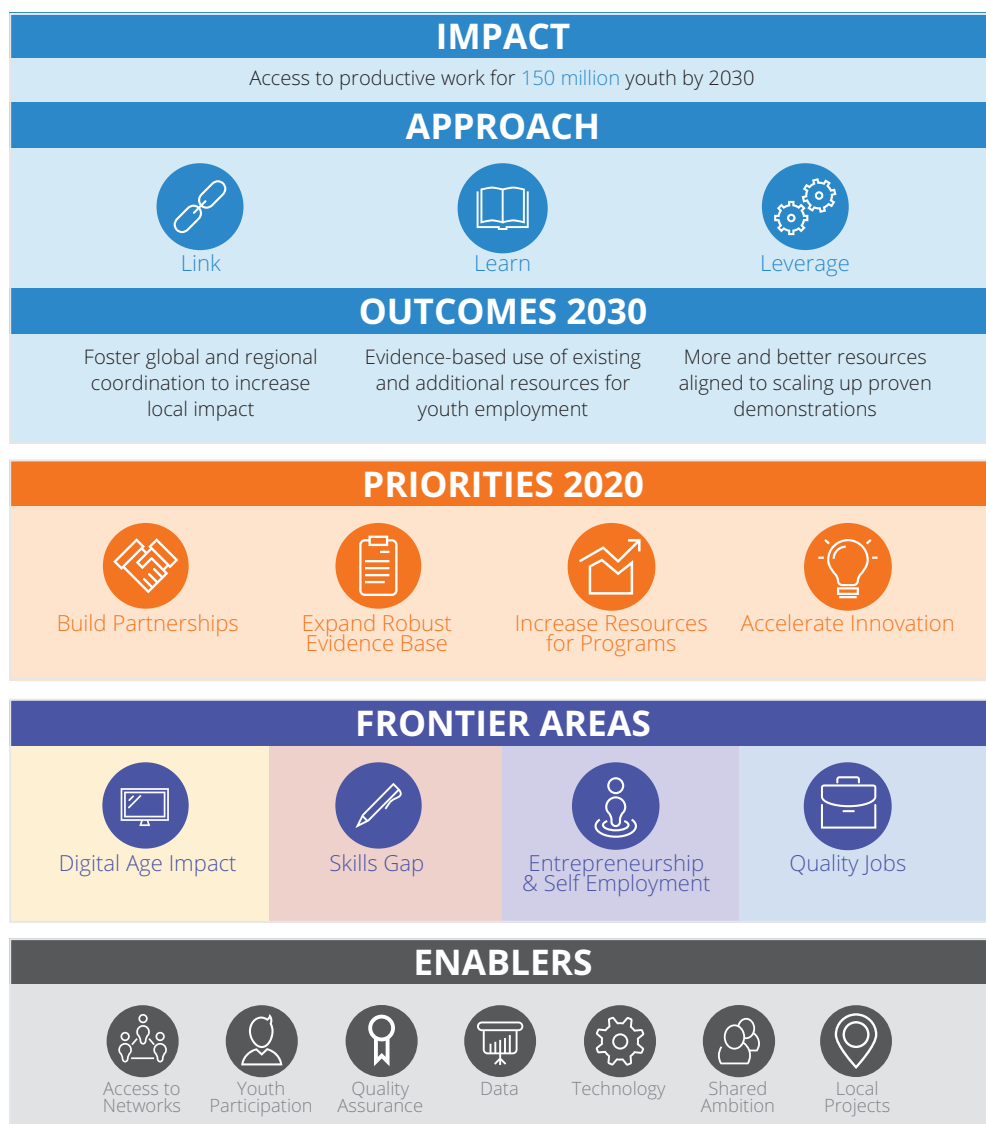 IMPACT
Access to productive work for 150 million youth by 2030
APPROACH
Link
Learn
Leverage
OUTCOMES 2030
Foster global and regional
coordination to increase
local impact
Evidence-based use of existing
and additional resources for
youth employment
More and better resources
aligned to scaling up proven
demonstrations
PRIORITIES 2020
Build Partnerships
Expand Robust
Evidence Base
Increase Resources
for Programs
Accelerate Innovation
FRONTIER AREAS
Digital Age Impact
Skills Gap
Entrepreneurship
& Self Employment
Quality Jobs
ENABLERS
Access to
Networks
Youth
Participation
Quality
Assurance
Data
Technology
Shared
Ambition
Local
Projects